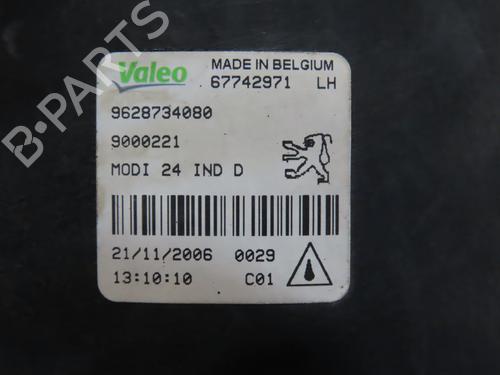 B-PARTS
Valeo MADE IN BELGIUM
67742971 LH
9628734080
9000221
MODI 24 IND D
21/11/2006 0029
13:10:10 C01